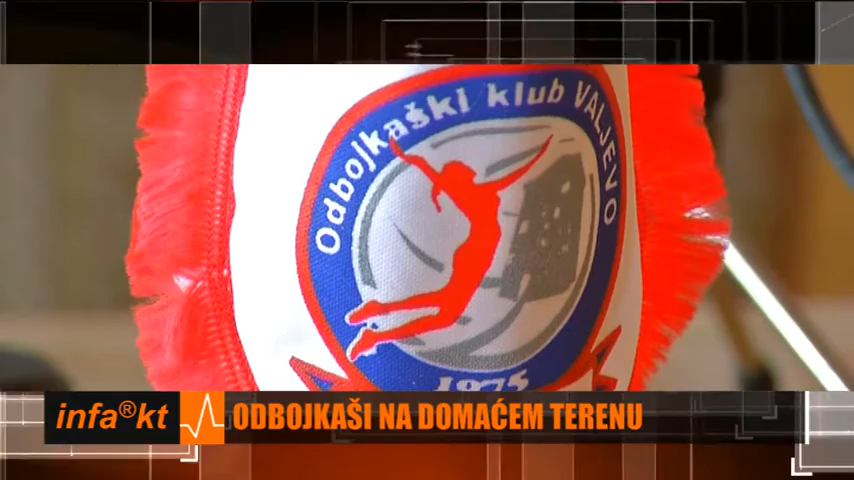 Odbojkaški klub VALJEVO
1975
infa®kt
ODBOJKAŠI NA DOMAĆEM TERENU